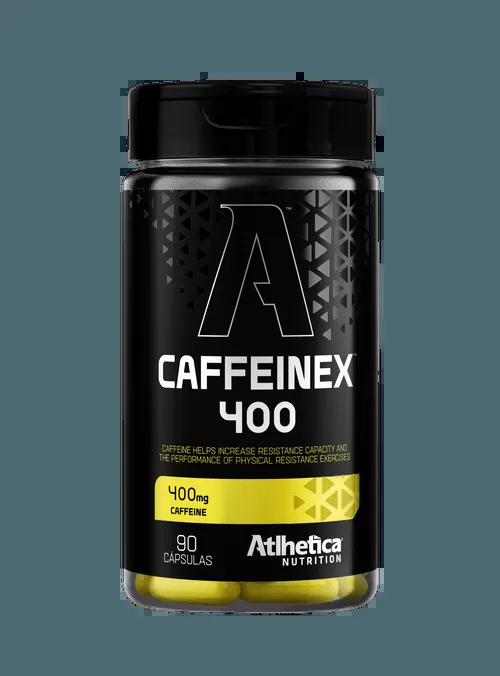 A™
CAFFEINEX™
400
CAFFEINE HELPS INCREASE RESISTANCE CAPACITY AND
THE PERFORMANCE OF PHYSICAL RESISTANCE EXERCISES
400mg
CAFFEINE
90
CÁPSULAS
Atlhetica
NUTRITION